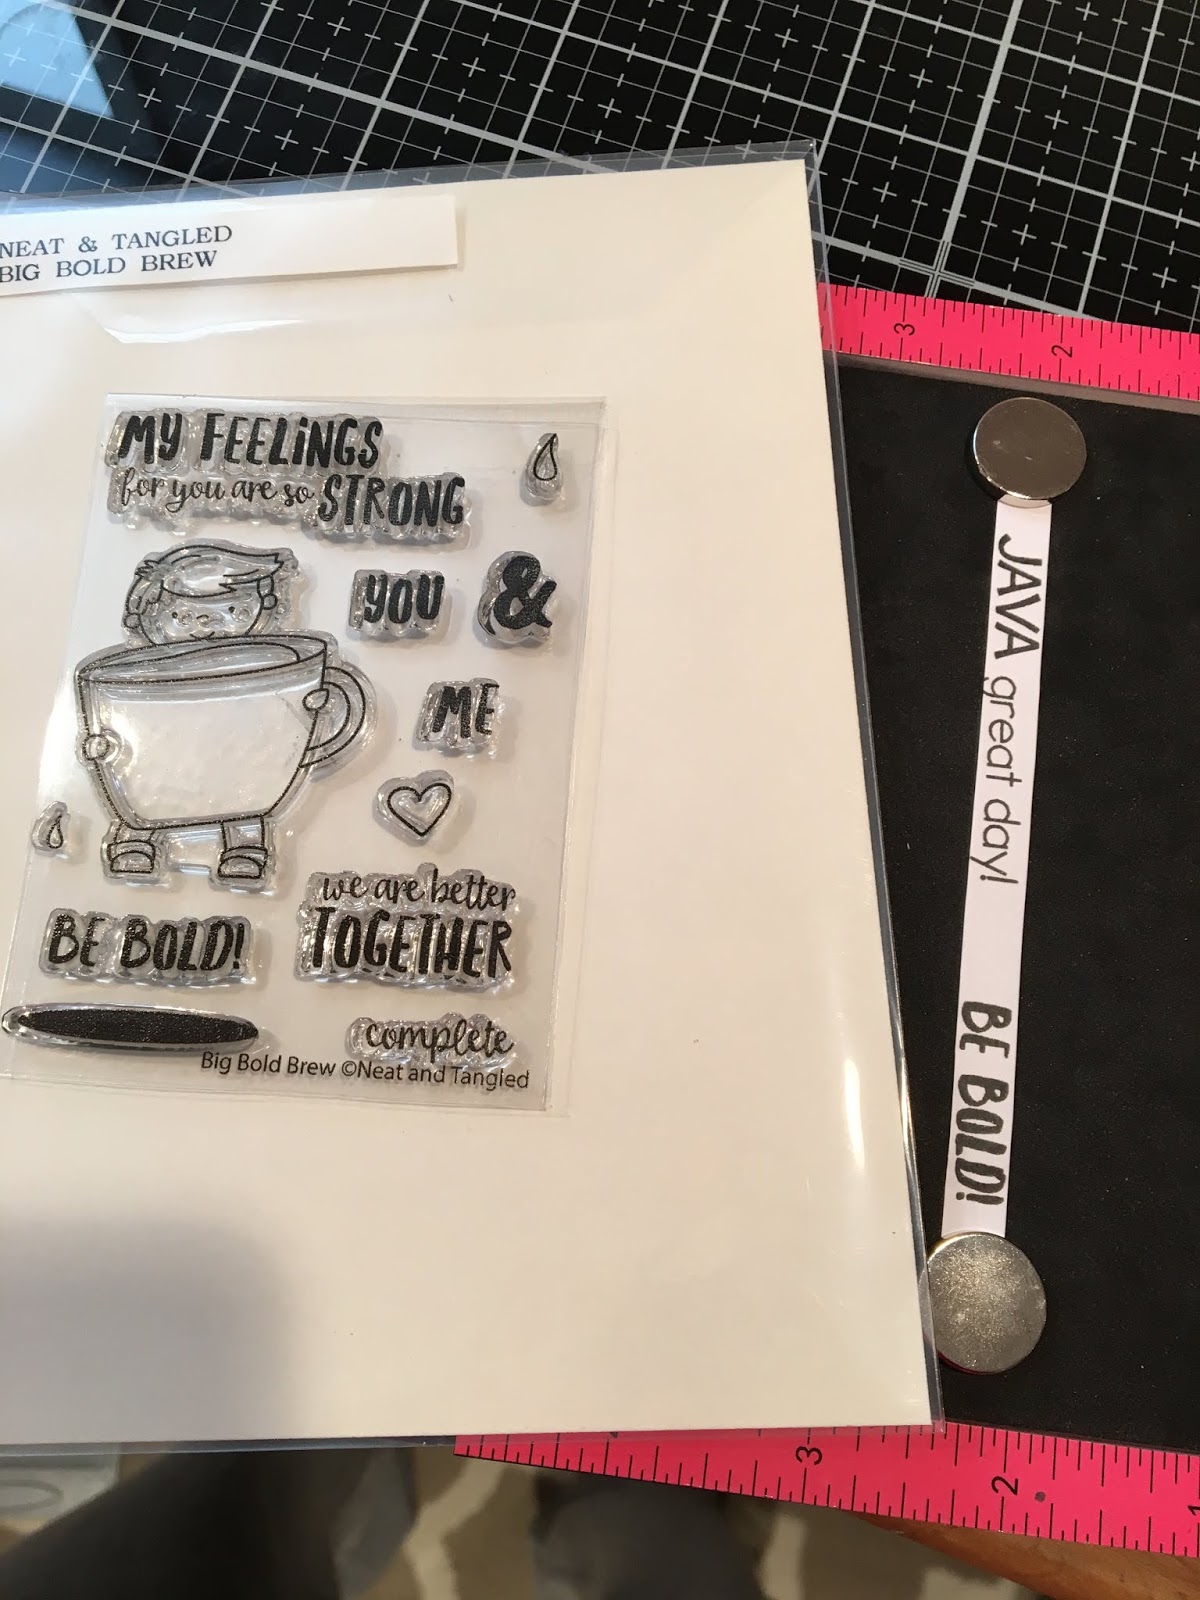 NEAT & TANGLED
BIG BOLD BREW
MY FEELINGS
for you are so STRONG
YOU &
ME
we are better
TOGETHER
BE BOLD!
complete
Big Bold Brew ©Neat and Tangled
JAVA great day! BE BOLD!
3 2
3 2 1